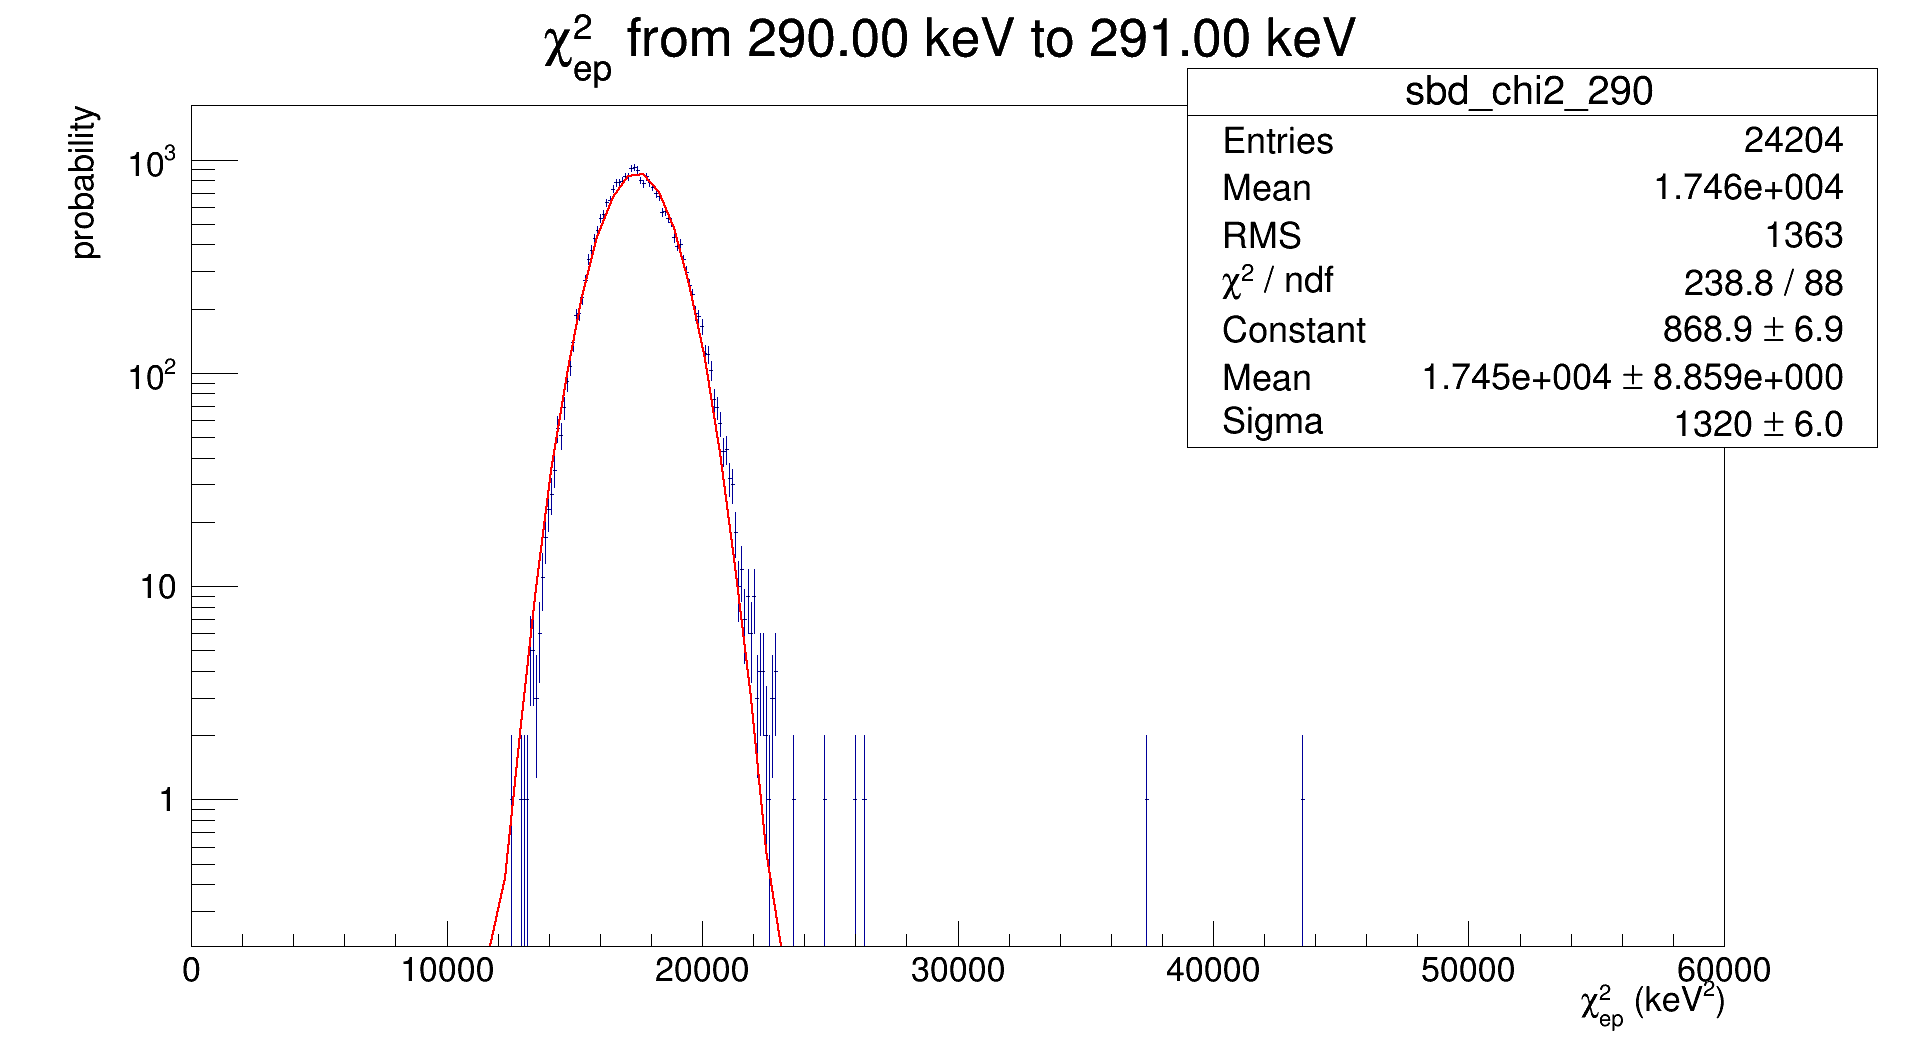 χ²ep from 290.00 keV to 291.00 keV
sbd_chi2_290
Entries 24204
Mean 1.746e+004
RMS 1363
χ² / ndf 238.8 / 88
Constant 868.9 ± 6.9
Mean 1.745e+004 ± 8.859e+000
Sigma 1320 ± 6.0
probability
10³
10²
10
1
0 10000 20000 30000 40000 50000 60000
χ²ep (keV²)